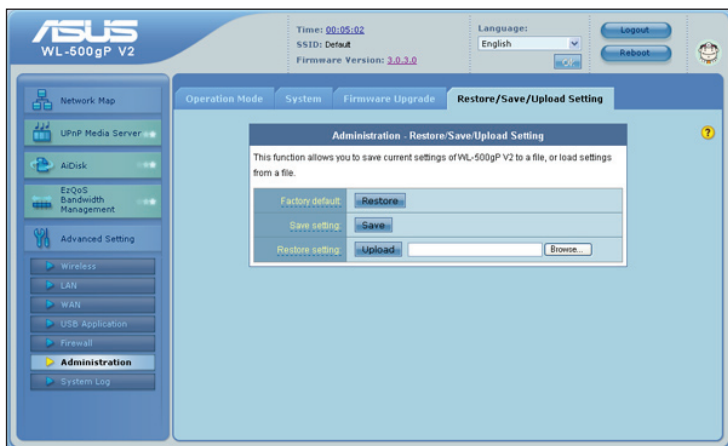 ASUS
WL-500gP V2
Time: 00:05:02
SSID: Default
Firmware Version: 3.0.3.0
Language:
English
Logout
Reboot
Network Map
UPnP Media Server
AiDisk
EzQoS
Bandwidth
Management
Advanced Setting
Wireless
LAN
WAN
USB Application
Firewall
Administration
System Log
Operation Mode
System
Firmware Upgrade
Restore/Save/Upload Setting
Administration - Restore/Save/Upload Setting
This function allows you to save current settings of WL-500gP V2 to a file, or load settings
from a file.
Factory default:
Restore
Save setting:
Save
Restore setting:
Upload
Browse...
?